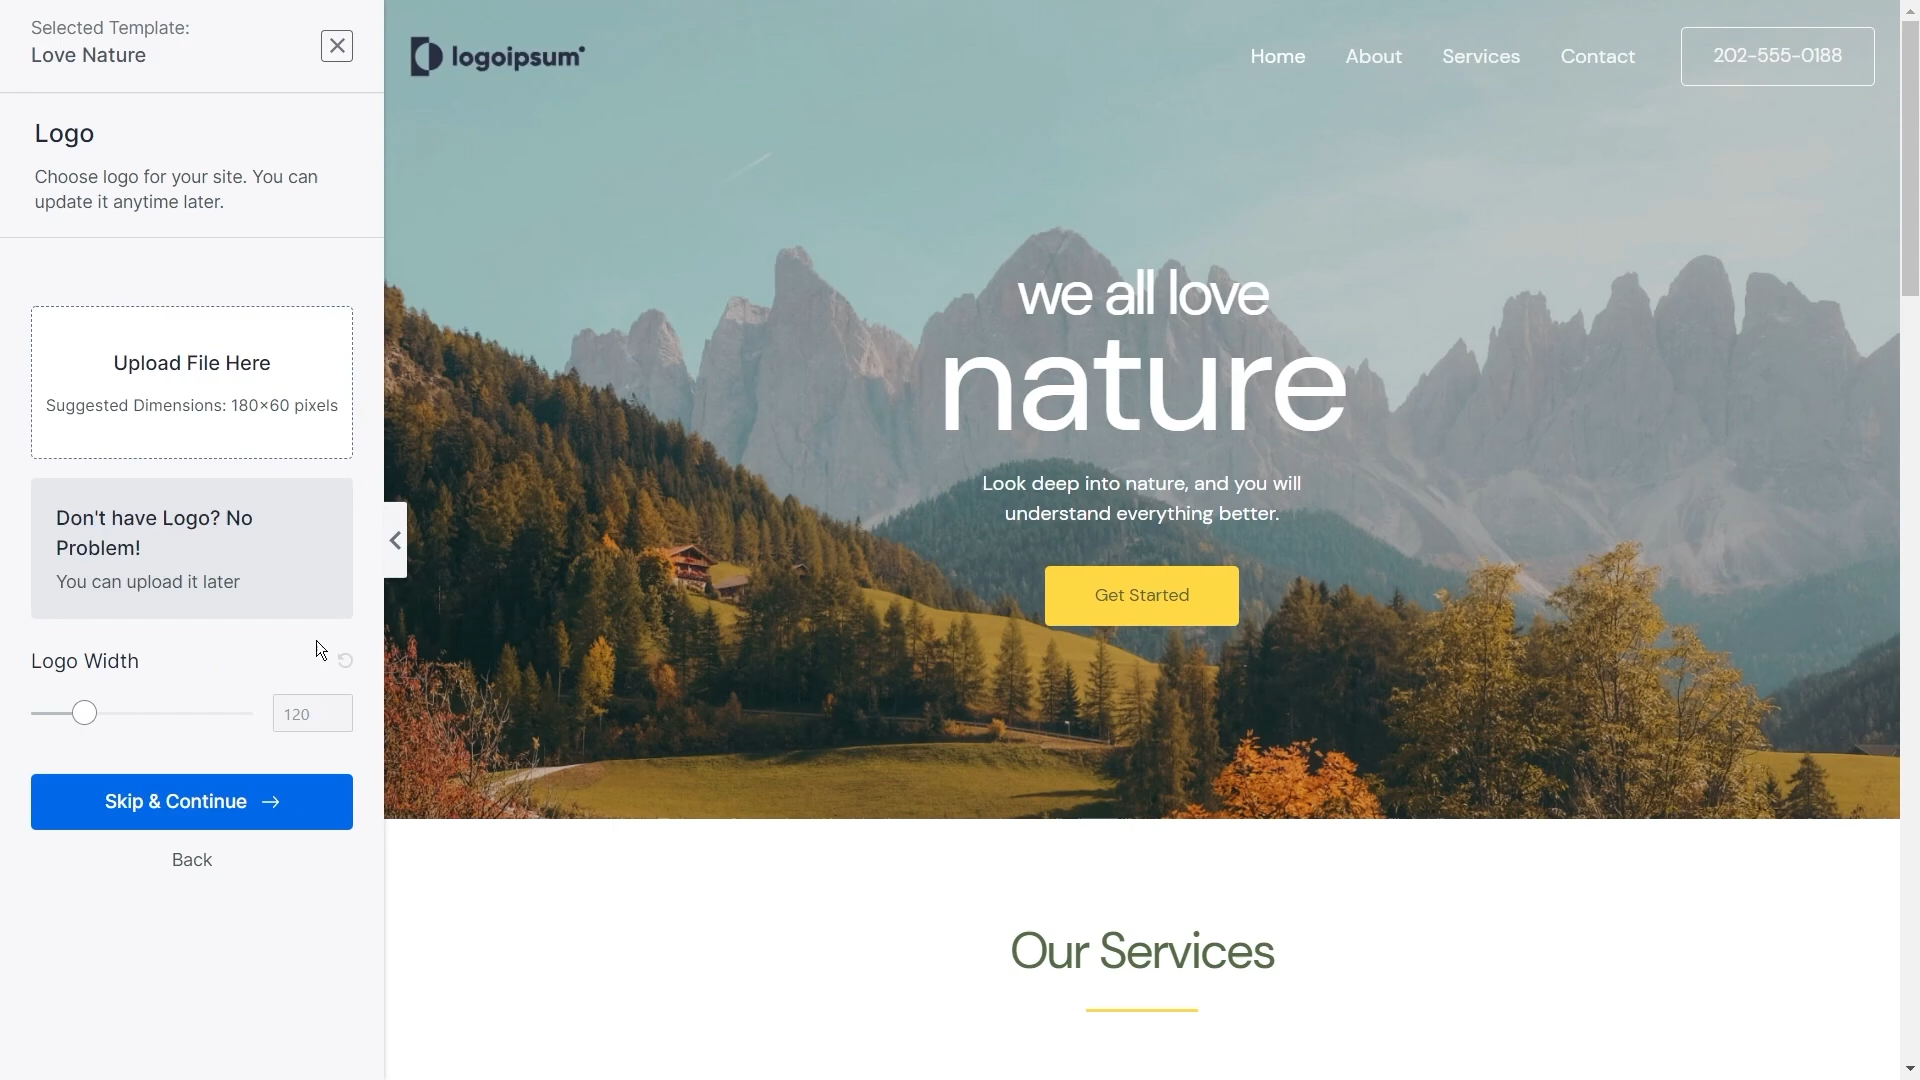 Selected Template:
Love Nature
Logo
Choose logo for your site. You can
update it anytime later.
Upload File Here
Suggested Dimensions: 180×60 pixels
Don't have Logo? No
Problem!
You can upload it later
Logo Width
120
Skip & Continue →
Back
logoipsum
Home About Services Contact 202-555-0188
we all love
nature
Look deep into nature, and you will
understand everything better.
Get Started
Our Services